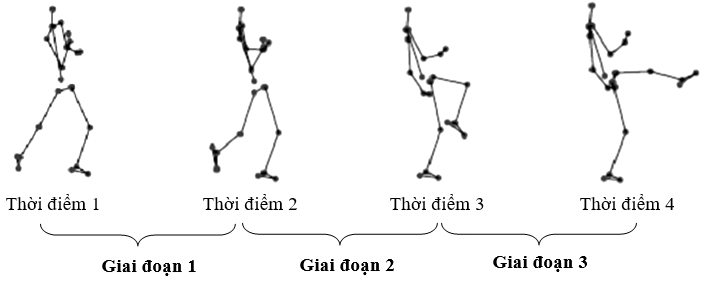 Thời điểm 1 Thời điểm 2 Thời điểm 3 Thời điểm 4
Giai đoạn 1 Giai đoạn 2 Giai đoạn 3